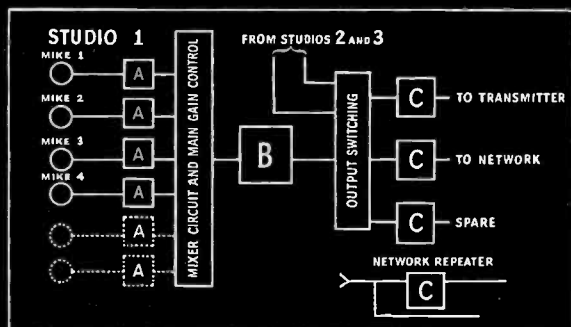 STUDIO 1
MIKE 1
A
MIKE 2
A
MIKE 3
A
MIKE 4
A
A
A
MIXER CIRCUIT AND MAIN GAIN CONTROL
B
FROM STUDIOS 2 AND 3
OUTPUT SWITCHING
C
TO TRANSMITTER
C
TO NETWORK
C
SPARE
NETWORK REPEATER
C